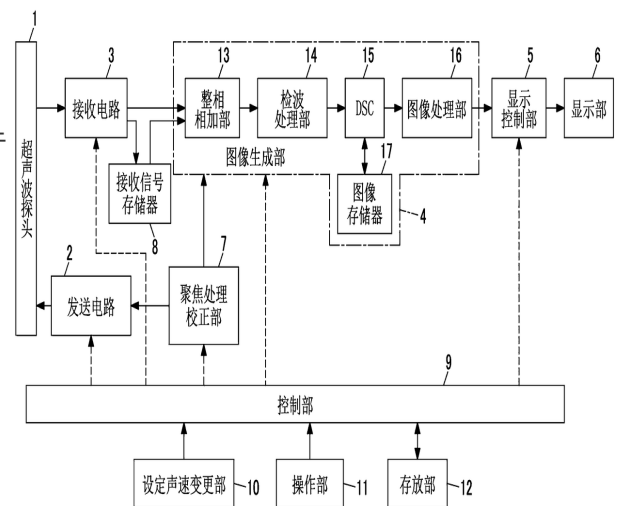 1
3
13
14
15
16
5
6
超声波探头
接收电路
整相
相加部
检波
处理部
DSC
图像处理部
显示
控制部
显示部
图像生成部
17
图像
存储器
4
接收信号
存储器
8
2
发送电路
7
聚焦处理
校正部
9
控制部
设定声速变更部
10
操作部
11
存放部
12